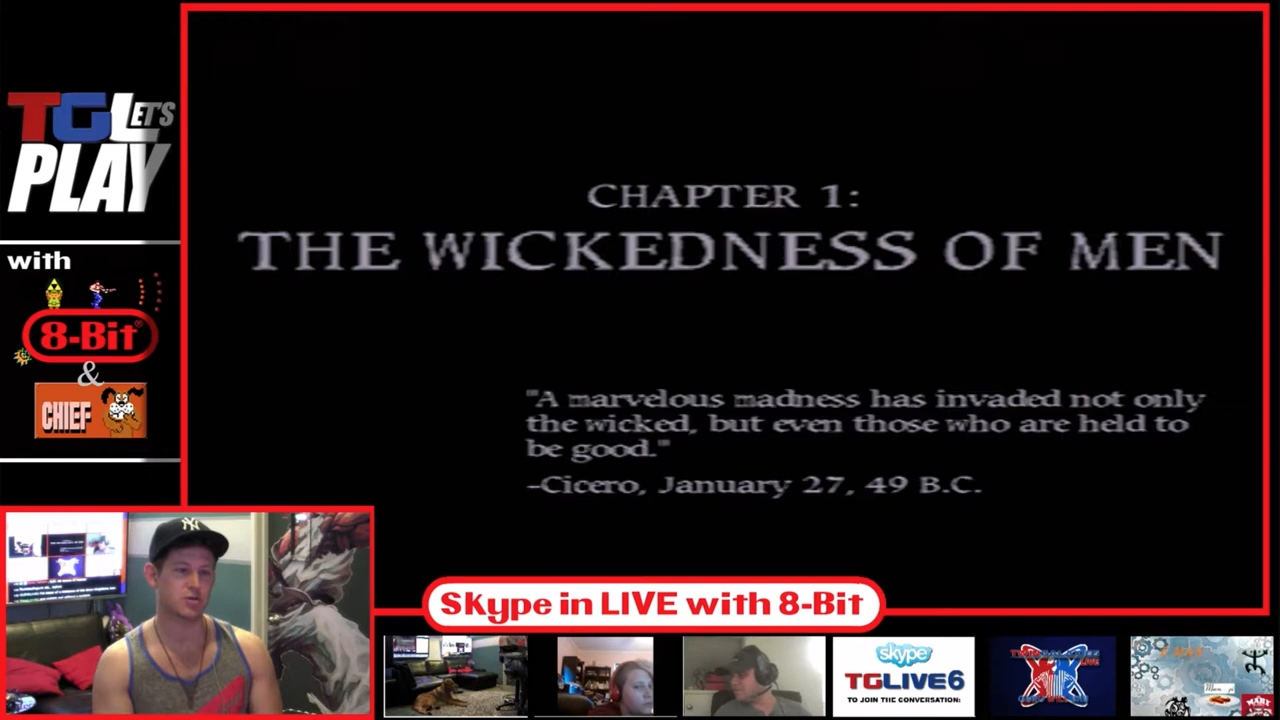 TGLET'S
PLAY
with
8-Bit®
&
CHIEF
CHAPTER 1:
THE WICKEDNESS OF MEN
"A marvelous madness has invaded not only
the wicked, but even those who are held to
be good."
-Cicero, January 27, 49 B.C.
SKype in LIVE with 8-Bit
skype
TGLIVE6
TO JOIN THE CONVERSATION: